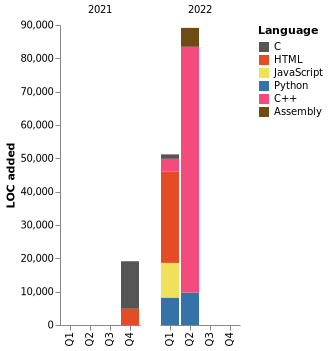 2021 2022
Language
C
HTML
JavaScript
Python
C++
Assembly
LOC added
90,000
80,000
70,000
60,000
50,000
40,000
30,000
20,000
10,000
0
Q1 Q2 Q3 Q4 Q1 Q2 Q3 Q4